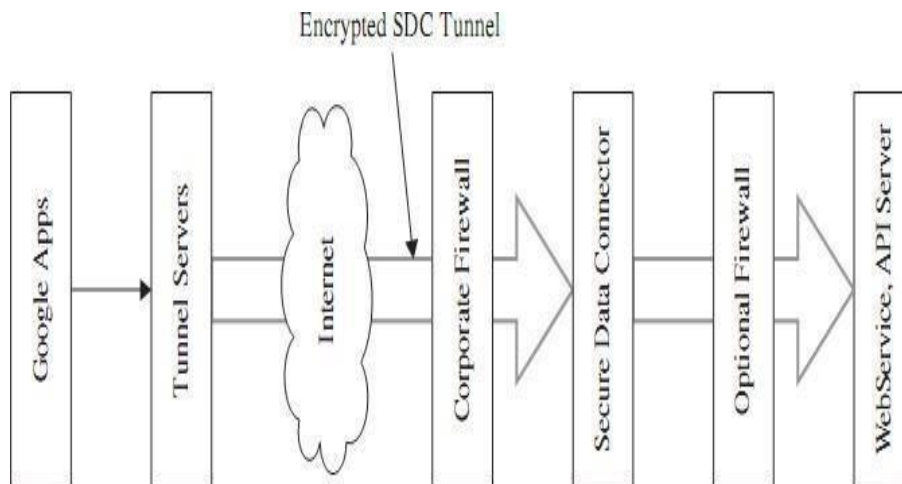 Encrypted SDC Tunnel
Google Apps
Tunnel Servers
Internet
Corporate Firewall
Secure Data Connector
Optional Firewall
WebService, API Server